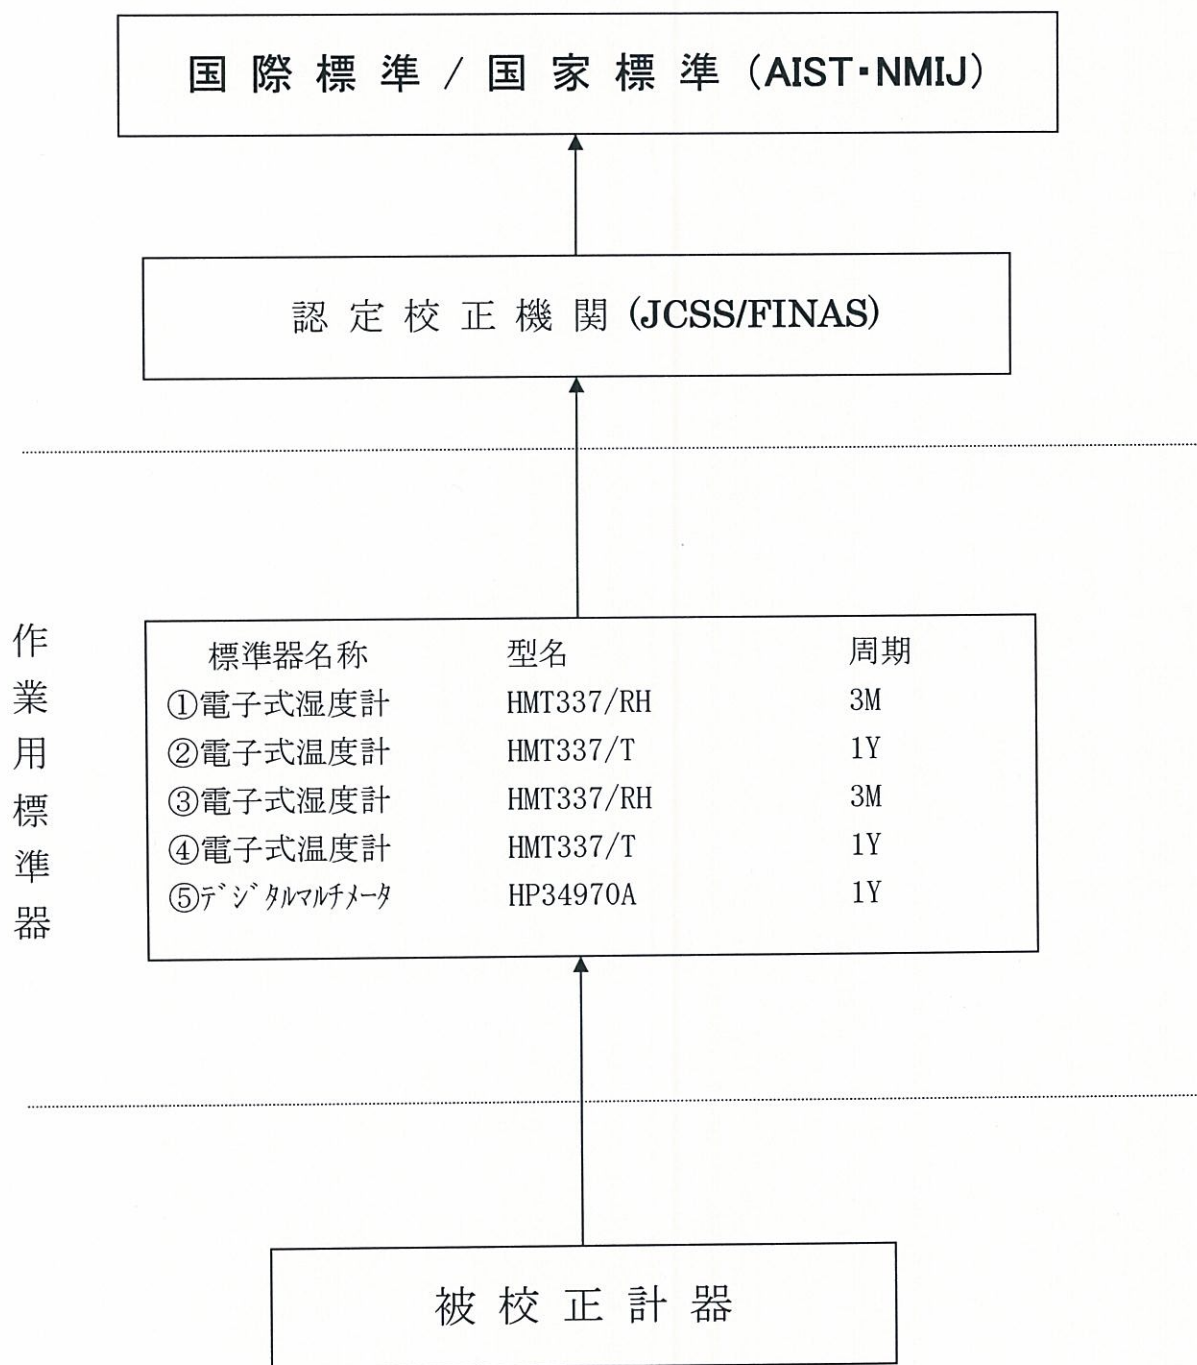 国際標準/国家標準(AIST・NMIJ)
認定校正機関(JCSS/FINAS)
作業用標準器
標準器名称 型名 周期
①電子式湿度計 HMT337/RH 3M
②電子式温度計 HMT337/T 1Y
③電子式湿度計 HMT337/RH 3M
④電子式温度計 HMT337/T 1Y
⑤ﾃﾞｼﾞﾀﾙﾏﾙﾁﾒｰﾀ HP34970A 1Y
被校正計器